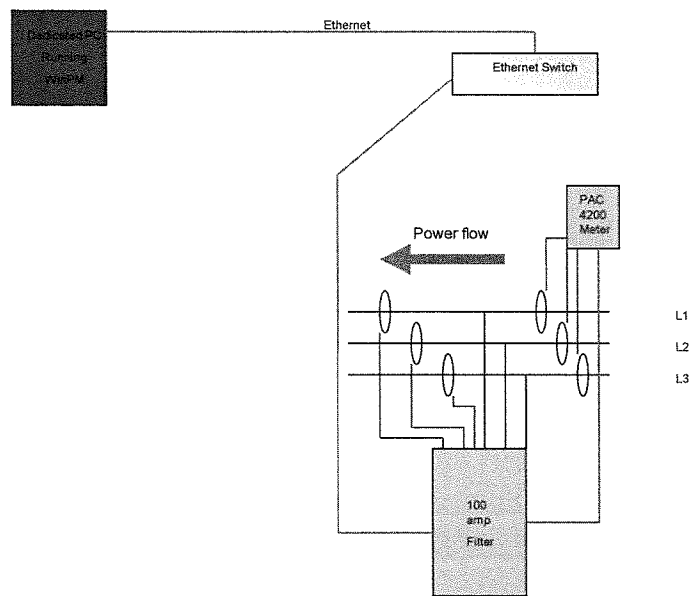 Ethernet
Dedicated PC
Running
WinPM
Ethernet Switch
PAC
4200
Meter
Power flow
L1
L2
L3
100
amp
Filter